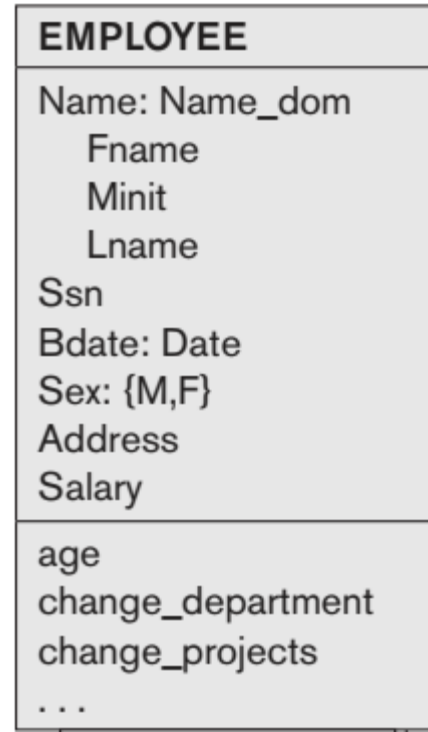 EMPLOYEE
Name: Name_dom
Fname
Minit
Lname
Ssn
Bdate: Date
Sex: {M,F}
Address
Salary
age
change_department
change_projects
. . .